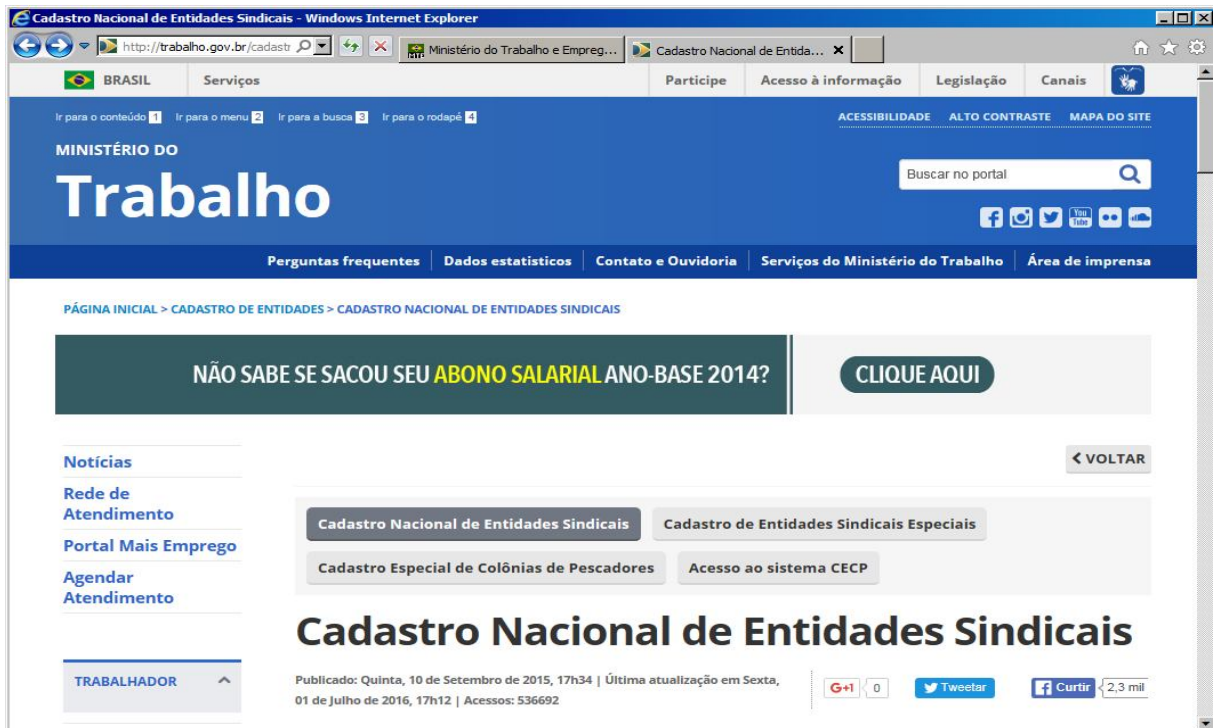 Cadastro Nacional de Entidades Sindicais - Windows Internet Explorer
http://trabalho.gov.br/cadastr
Ministério do Trabalho e Empreg...
Cadastro Nacional de Entida...
BRASIL Serviços Participe Acesso à informação Legislação Canais
Ir para o conteúdo 1 Ir para o menu 2 Ir para a busca 3 Ir para o rodapé 4
ACESSIBILIDADE ALTO CONTRASTE MAPA DO SITE
MINISTÉRIO DO
Trabalho
Buscar no portal
You Tube
Perguntas frequentes Dados estatisticos Contato e Ouvidoria Serviços do Ministério do Trabalho Área de imprensa
PÁGINA INICIAL > CADASTRO DE ENTIDADES > CADASTRO NACIONAL DE ENTIDADES SINDICAIS
NÃO SABE SE SACOU SEU ABONO SALARIAL ANO-BASE 2014? CLIQUE AQUI
Notícias
Rede de
Atendimento
Portal Mais Emprego
Agendar
Atendimento
TRABALHADOR
VOLTAR
Cadastro Nacional de Entidades Sindicais Cadastro de Entidades Sindicais Especiais
Cadastro Especial de Colônias de Pescadores Acesso ao sistema CECP
Cadastro Nacional de Entidades Sindicais
Publicado: Quinta, 10 de Setembro de 2015, 17h34 | Última atualização em Sexta,
01 de Julho de 2016, 17h12 | Acessos: 536692
G+1 0 Tweetar Curtir 2,3 mil